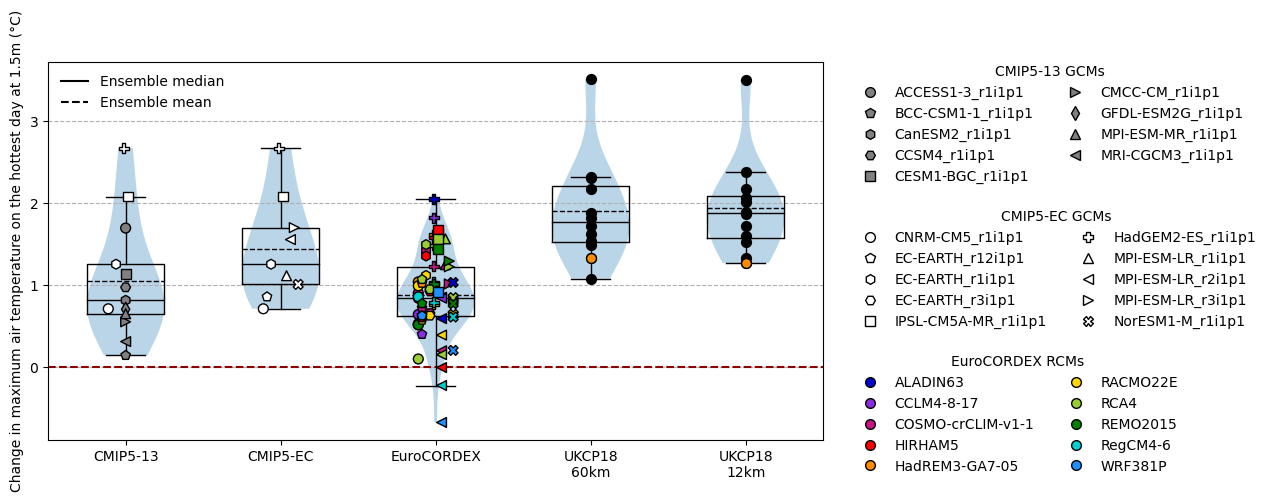 Change in maximum air temperature on the hottest day at 1.5m (°C)
Ensemble median
Ensemble mean
3
2
1
0
CMIP5-13
CMIP5-EC
EuroCORDEX
UKCP18
60km
UKCP18
12km
CMIP5-13 GCMs
ACCESS1-3_r1i1p1
BCC-CSM1-1_r1i1p1
CanESM2_r1i1p1
CCSM4_r1i1p1
CESM1-BGC_r1i1p1
CMCC-CM_r1i1p1
GFDL-ESM2G_r1i1p1
MPI-ESM-MR_r1i1p1
MRI-CGCM3_r1i1p1
CMIP5-EC GCMs
CNRM-CM5_r1i1p1
EC-EARTH_r12i1p1
EC-EARTH_r1i1p1
EC-EARTH_r3i1p1
IPSL-CM5A-MR_r1i1p1
HadGEM2-ES_r1i1p1
MPI-ESM-LR_r1i1p1
MPI-ESM-LR_r2i1p1
MPI-ESM-LR_r3i1p1
NorESM1-M_r1i1p1
EuroCORDEX RCMs
ALADIN63
CCLM4-8-17
COSMO-crCLIM-v1-1
HIRHAM5
HadREM3-GA7-05
RACMO22E
RCA4
REMO2015
RegCM4-6
WRF381P